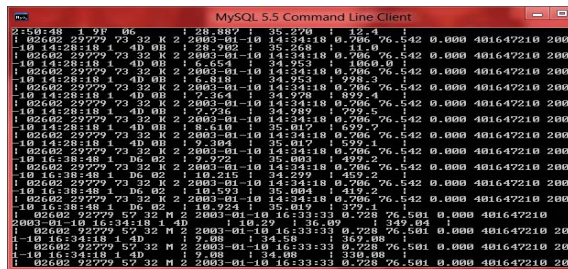 MySQL 5.5 Command Line Client
2:50:48 1 9F 06 | 28.887 | 35.270 | 12.4 |
| 02602 29779 73 32 K 2 2003-01-10 14:34:18 0.706 76.542 0.000 401647210 200
-10 14:28:18 1 4D 0B | 28.902 | 35.268 | 11.0 |
| 02602 29779 73 32 K 2 2003-01-10 14:34:18 0.706 76.542 0.000 401647210 200
-10 14:28:18 1 4D 0B | 6.654 | 34.953 | 1060.0 |
| 02602 29779 73 32 K 2 2003-01-10 14:34:18 0.706 76.542 0.000 401647210 200
-10 14:28:18 1 4D 0B | 6.818 | 34.953 | 998.3 |
| 02602 29779 73 32 K 2 2003-01-10 14:34:18 0.706 76.542 0.000 401647210 200
-10 14:28:18 1 4D 0B | 7.364 | 34.978 | 899.4 |
| 02602 29779 73 32 K 2 2003-01-10 14:34:18 0.706 76.542 0.000 401647210 200
-10 14:28:18 1 4D 0B | 7.736 | 34.989 | 799.5 |
| 02602 29779 73 32 K 2 2003-01-10 14:34:18 0.706 76.542 0.000 401647210 200
-10 14:28:18 1 4D 0B | 8.610 | 35.017 | 699.7 |
| 02602 29779 73 32 K 2 2003-01-10 14:34:18 0.706 76.542 0.000 401647210 200
-10 14:28:18 1 4D 0B | 9.304 | 35.017 | 599.1 |
| 02602 29779 73 32 K 2 2003-01-10 14:34:18 0.706 76.542 0.000 401647210 200
-10 16:38:48 1 D6 02 | 9.972 | 35.003 | 499.2 |
| 02602 29779 73 32 K 2 2003-01-10 14:34:18 0.706 76.542 0.000 401647210 200
-10 16:38:48 1 D6 02 | 10.215 | 34.299 | 459.2 |
| 02602 29779 73 32 K 2 2003-01-10 14:34:18 0.706 76.542 0.000 401647210 200
-10 16:38:48 1 D6 02 | 10.593 | 35.004 | 419.2 |
| 02602 29779 73 32 K 2 2003-01-10 14:34:18 0.706 76.542 0.000 401647210 200
-10 16:38:48 1 D6 02 | 10.924 | 35.019 | 379.1 |
| 02602 92779 57 32 M 2 2003-01-10 16:33:33 0.728 76.501 0.000 401647210
2003-01-10 16:34:18 1 4D | 10.29 | 36.09 | 349.04 |
| 02602 92779 57 32 M 2 2003-01-10 16:33:33 0.728 76.501 0.000 401647210 20
1-10 16:34:18 1 4D | 9.08 | 34.58 | 369.08 |
| 02602 92779 57 32 M 2 2003-01-10 16:33:33 0.728 76.501 0.000 401647210 20
1-10 16:34:18 1 4D | 9.08 | 34.08 | 330.08 |
| 02602 92779 57 32 M 2 2003-01-10 16:33:33 0.728 76.501 0.000 401647210 20